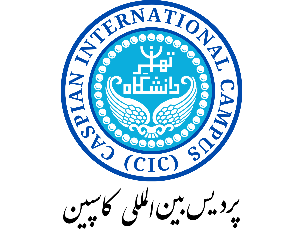 CASPIAN INTERNATIONAL CAMPUS
(CIC)
دانشگاه
تهران
پردیس بین المللی کاسپین